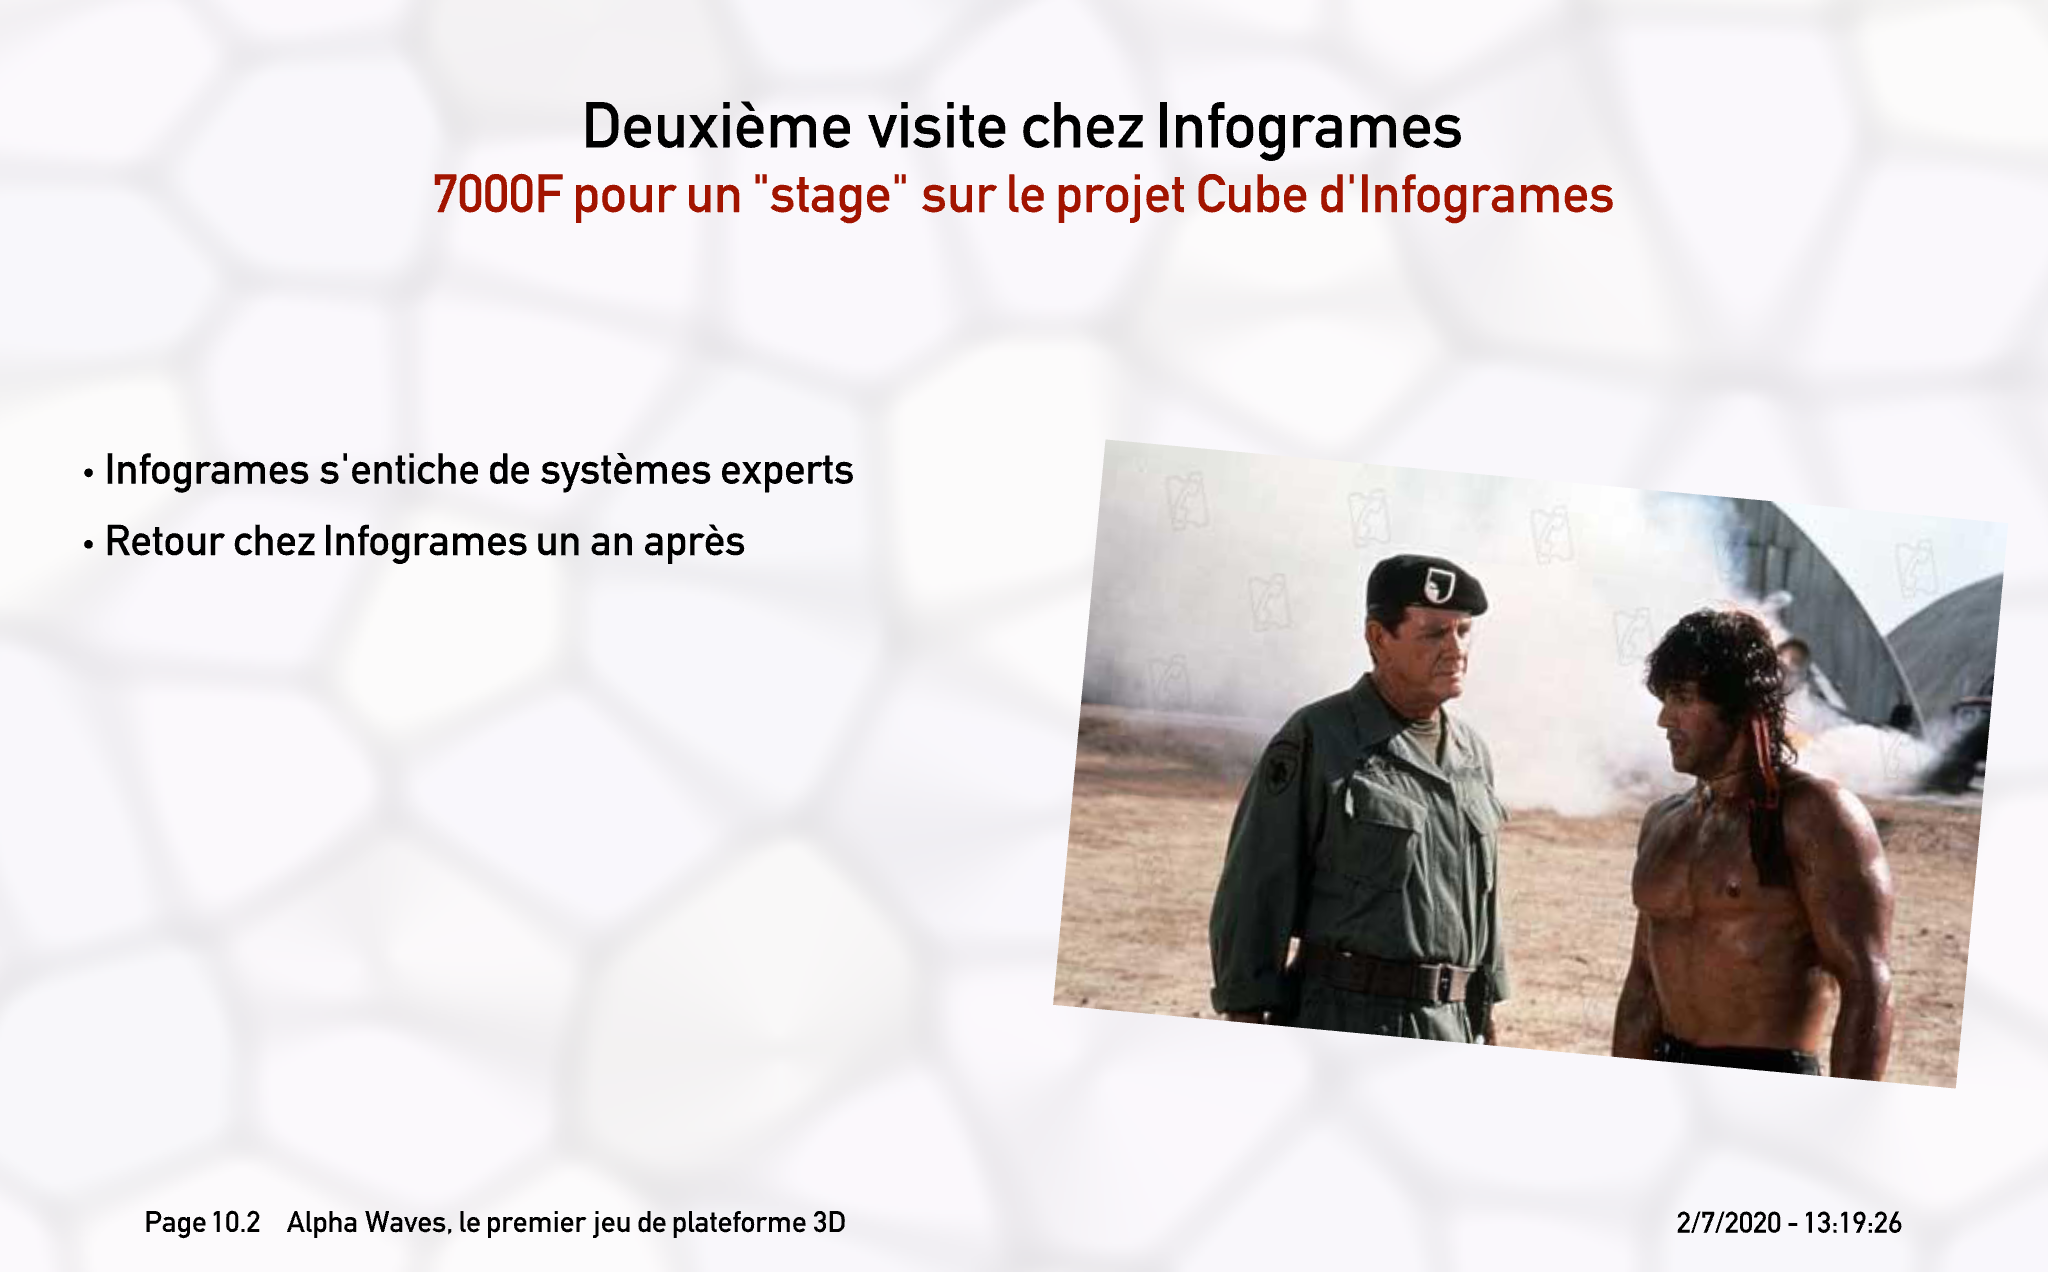 Deuxième visite chez Infogrames
7000F pour un "stage" sur le projet Cube d'Infogrames
• Infogrames s'entiche de systèmes experts
• Retour chez Infogrames un an après
Page 10.2 Alpha Waves, le premier jeu de plateforme 3D
2/7/2020 - 13:19:26